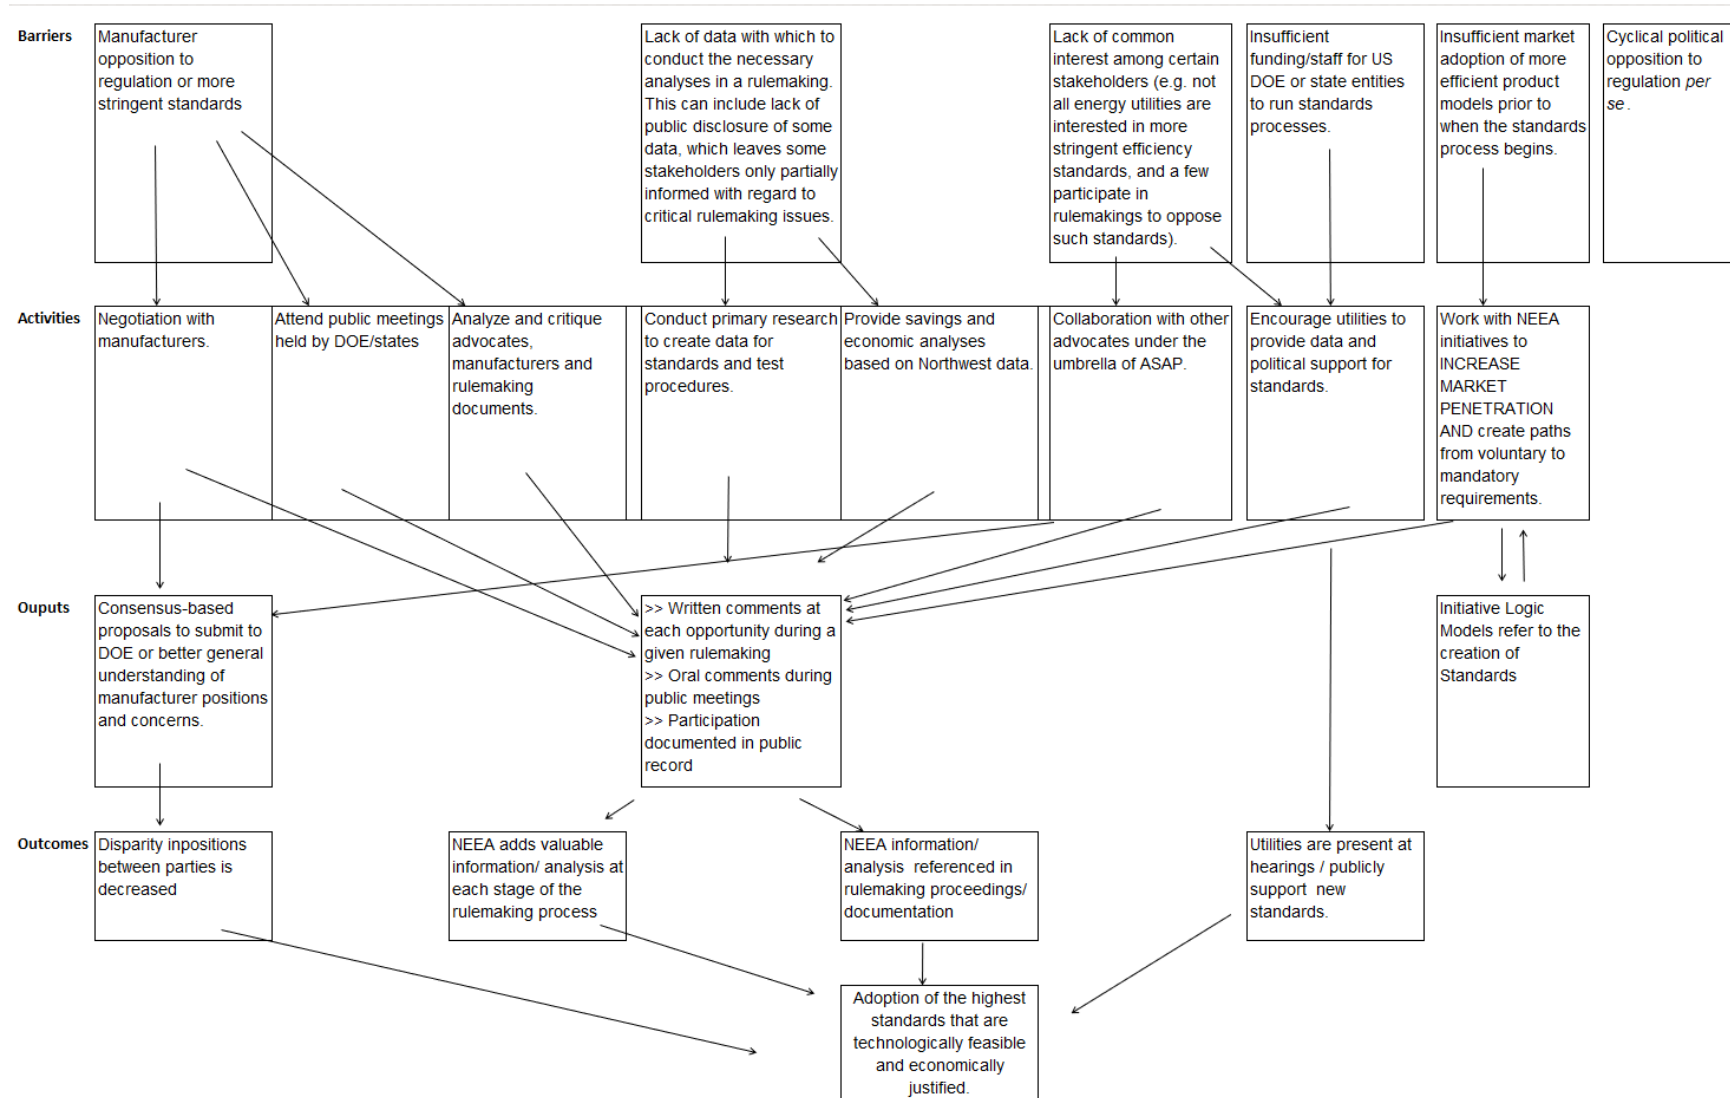 Barriers
Manufacturer
opposition to
regulation or more
stringent standards
Lack of data with which to
conduct the necessary
analyses in a rulemaking.
This can include lack of
public disclosure of some
data, which leaves some
stakeholders only partially
informed with regard to
critical rulemaking issues.
Lack of common
interest among certain
stakeholders (e.g. not
all energy utilities are
interested in more
stringent efficiency
standards, and a few
participate in
rulemakings to oppose
such standards).
Insufficient
funding/staff for US
DOE or state entities
to run standards
processes.
Insufficient market
adoption of more
efficient product
models prior to
when the standards
process begins.
Cyclical political
opposition to
regulation per
se.
Activities
Negotiation with
manufacturers.
Attend public meetings
held by DOE/states
Analyze and critique
advocates,
manufacturers and
rulemaking
documents.
Conduct primary research
to create data for
standards and test
procedures.
Provide savings and
economic analyses
based on Northwest data.
Collaboration with other
advocates under the
umbrella of ASAP.
Encourage utilities to
provide data and
political support for
standards.
Work with NEEA
initiatives to
INCREASE
MARKET
PENETRATION
AND create paths
from voluntary to
mandatory
requirements.
Ouputs
Consensus-based
proposals to submit to
DOE or better general
understanding of
manufacturer positions
and concerns.
>> Written comments at
each opportunity during a
given rulemaking
>> Oral comments during
public meetings
>> Participation
documented in public
record
Initiative Logic
Models refer to the
creation of
Standards
Outcomes
Disparity inpositions
between parties is
decreased
NEEA adds valuable
information/ analysis at
each stage of the
rulemaking process
NEEA information/
analysis referenced in
rulemaking proceedings/
documentation
Utilities are present at
hearings / publicly
support new
standards.
Adoption of the highest
standards that are
technologically feasible
and economically
justified.